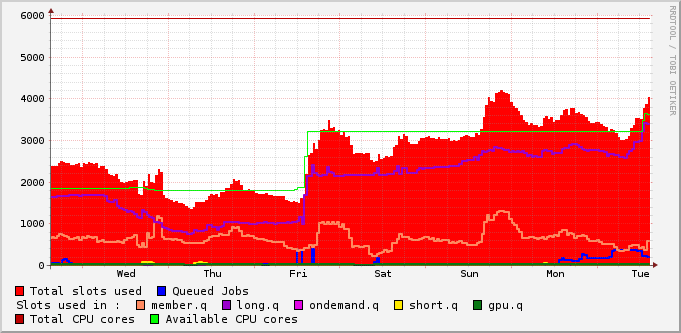 6000
5000
4000
3000
2000
1000
0
Wed Thu Fri Sat Sun Mon Tue
Total slots used Queued Jobs
Slots used in : member.q long.q ondemand.q short.q gpu.q
Total CPU cores Available CPU cores
RRDTOOL / TOBI OETIKER